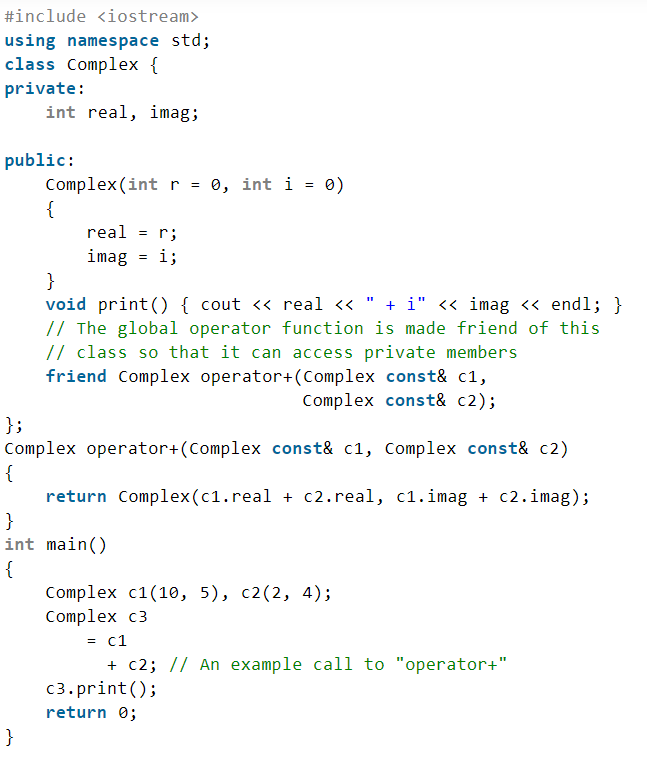 #include <iostream>
using namespace std;
class Complex {
private:
    int real, imag;

public:
    Complex(int r = 0, int i = 0)
    {
        real = r;
        imag = i;
    }
    void print() { cout << real << " + i" << imag << endl; }
    // The global operator function is made friend of this
    // class so that it can access private members
    friend Complex operator+(Complex const& c1,
                             Complex const& c2);
};
Complex operator+(Complex const& c1, Complex const& c2)
{
    return Complex(c1.real + c2.real, c1.imag + c2.imag);
}
int main()
{
    Complex c1(10, 5), c2(2, 4);
    Complex c3
        = c1
          + c2; // An example call to "operator+"
    c3.print();
    return 0;
}